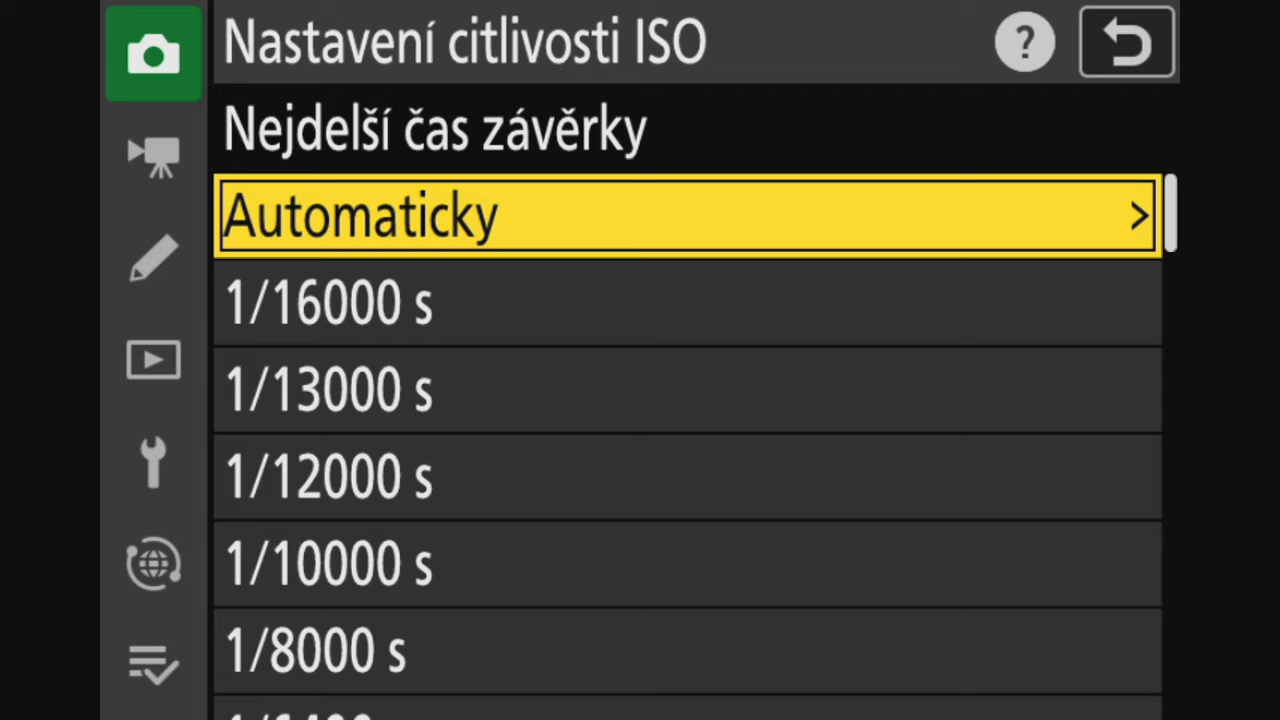 Nastavení citlivosti ISO
?
Nejdelší čas závěrky
Automaticky >
1/16000 s
1/13000 s
1/12000 s
1/10000 s
1/8000 s